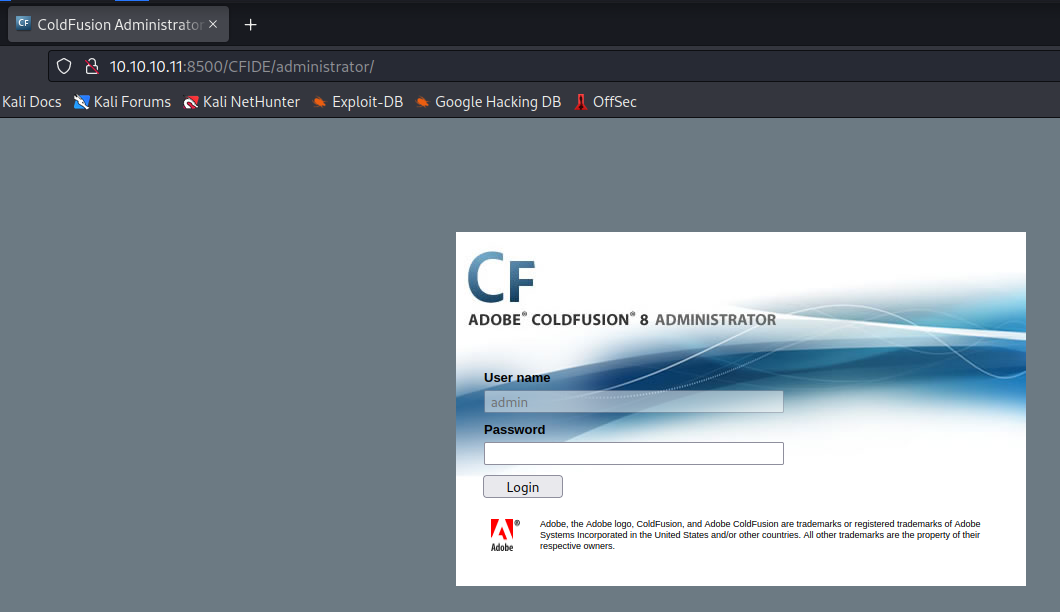 CF ColdFusion Administrator
10.10.10.11:8500/CFIDE/administrator/
Kali Docs Kali Forums Kali NetHunter Exploit-DB Google Hacking DB OffSec
CF
ADOBE® COLDFUSION® 8 ADMINISTRATOR
User name
admin
Password
Login
Adobe, the Adobe logo, ColdFusion, and Adobe ColdFusion are trademarks or registered trademarks of Adobe
Systems Incorporated in the United States and/or other countries. All other trademarks are the property of their
respective owners.
®
Adobe